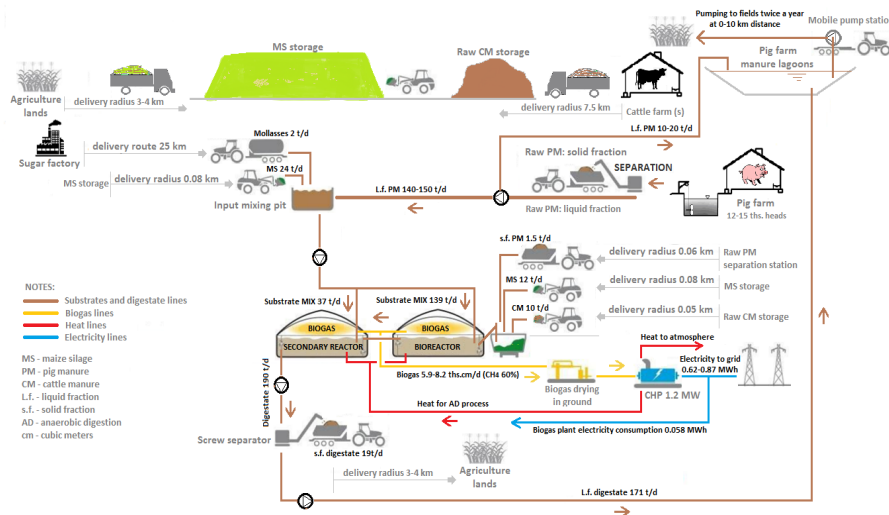 Pumping to fields twice a year
at 0-10 km distance
Mobile pump station
Pig farm
manure lagoons
MS storage
Raw CM storage
Agriculture
lands
delivery radius 3-4 km
delivery radius 7.5 km
Cattle farm (s)
L.f. PM 10-20 t/d
Sugar factory
delivery route 25 km
Mollasses 2 t/d
MS 24 t/d
MS storage
delivery radius 0.08 km
Input mixing pit
L.f. PM 140-150 t/d
Raw PM: solid fraction
SEPARATION
Raw PM: liquid fraction
Pig farm
12-15 ths. heads
s.f. PM 1.5 t/d
delivery radius 0.06 km
Raw PM
separation station
MS 12 t/d
delivery radius 0.08 km
MS storage
CM 10 t/d
delivery radius 0.05 km
Raw CM storage
NOTES:
Substrates and digestate lines
Biogas lines
Heat lines
Electricity lines
MS - maize silage
PM - pig manure
CM - cattle manure
L.f. - liquid fraction
s.f. - solid fraction
AD - anaerobic digestion
cm - cubic meters
Substrate MIX 37 t/d
Substrate MIX 139 t/d
BIOGAS
BIOGAS
SECONDARY REACTOR
BIOREACTOR
Heat to atmosphere
Electricity to grid
0.62-0.87 MWh
Biogas 5.9-8.2 ths.cm/d (CH4 60%)
Biogas drying
in ground
CHP 1.2 MW
Heat for AD process
Biogas plant electricity consumption 0.058 MWh
Digestate 190 t/d
Screw separator
s.f. digestate 19t/d
delivery radius 3-4 km
Agriculture
lands
L.f. digestate 171 t/d